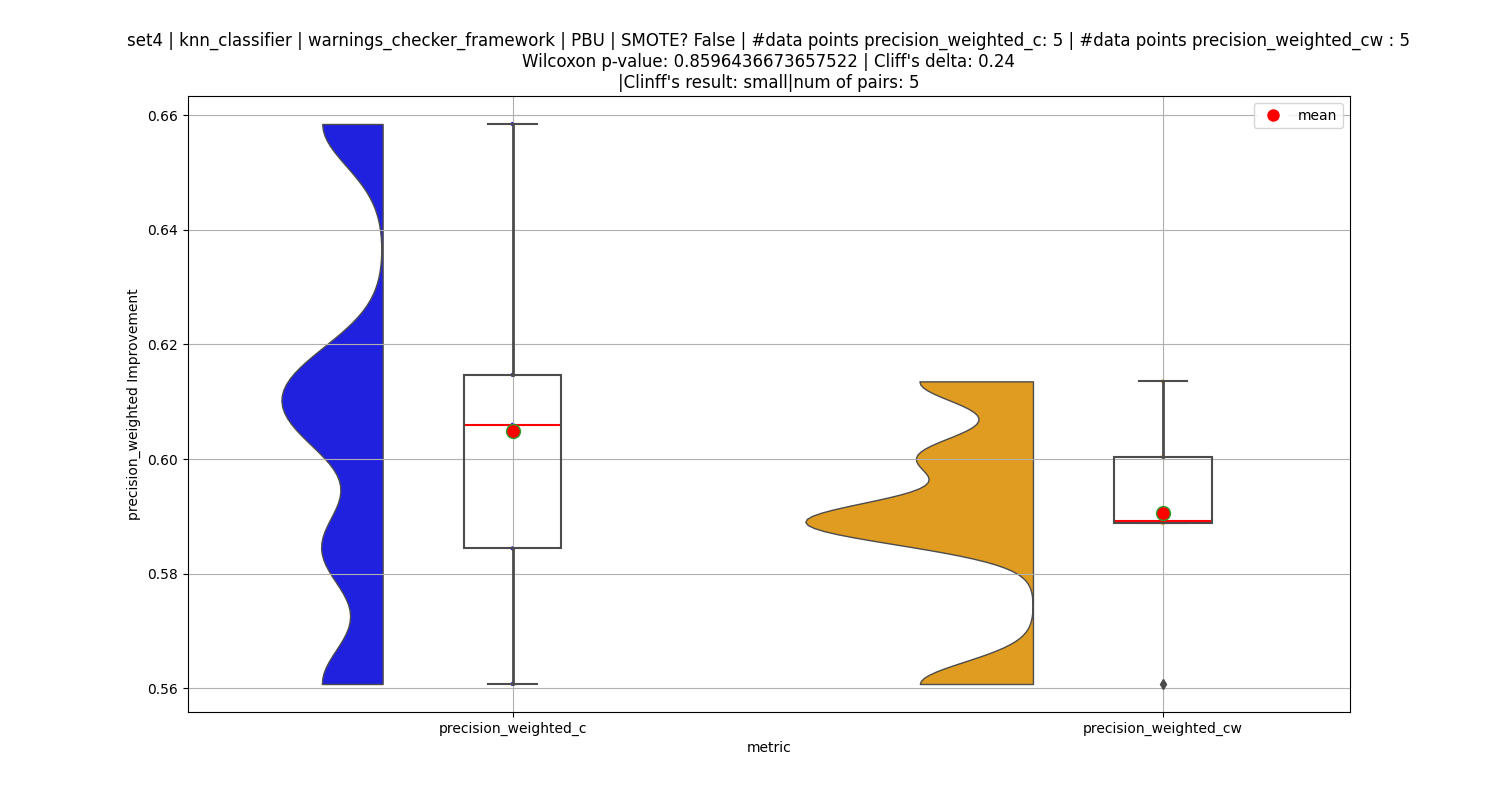 set4 | knn_classifier | warnings_checker_framework | PBU | SMOTE? False | #data points precision_weighted_c: 5 | #data points precision_weighted_cw : 5
Wilcoxon p-value: 0.8596436673657522 | Cliff's delta: 0.24
|Clinff's result: small|num of pairs: 5
mean
precision_weighted Improvement
0.66
0.64
0.62
0.60
0.58
0.56
precision_weighted_c
precision_weighted_cw
metric